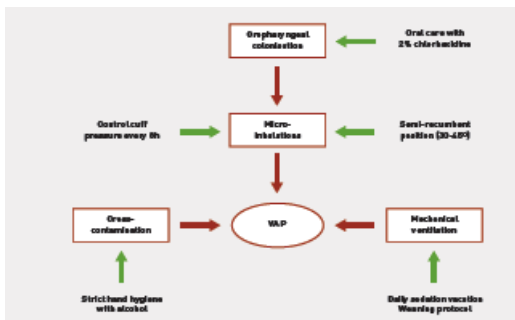 Oropharyngeal
colonisation
Oral care with
2% chlorhexidine
Control cuff
pressure every 8h
Micro-
inhalations
Semi-recumbent
position (30-45º)
Cross-
contamination
VAP
Mechanical
ventilation
Strict hand hygiene
with alcohol
Daily sedation vacation
Weaning protocol